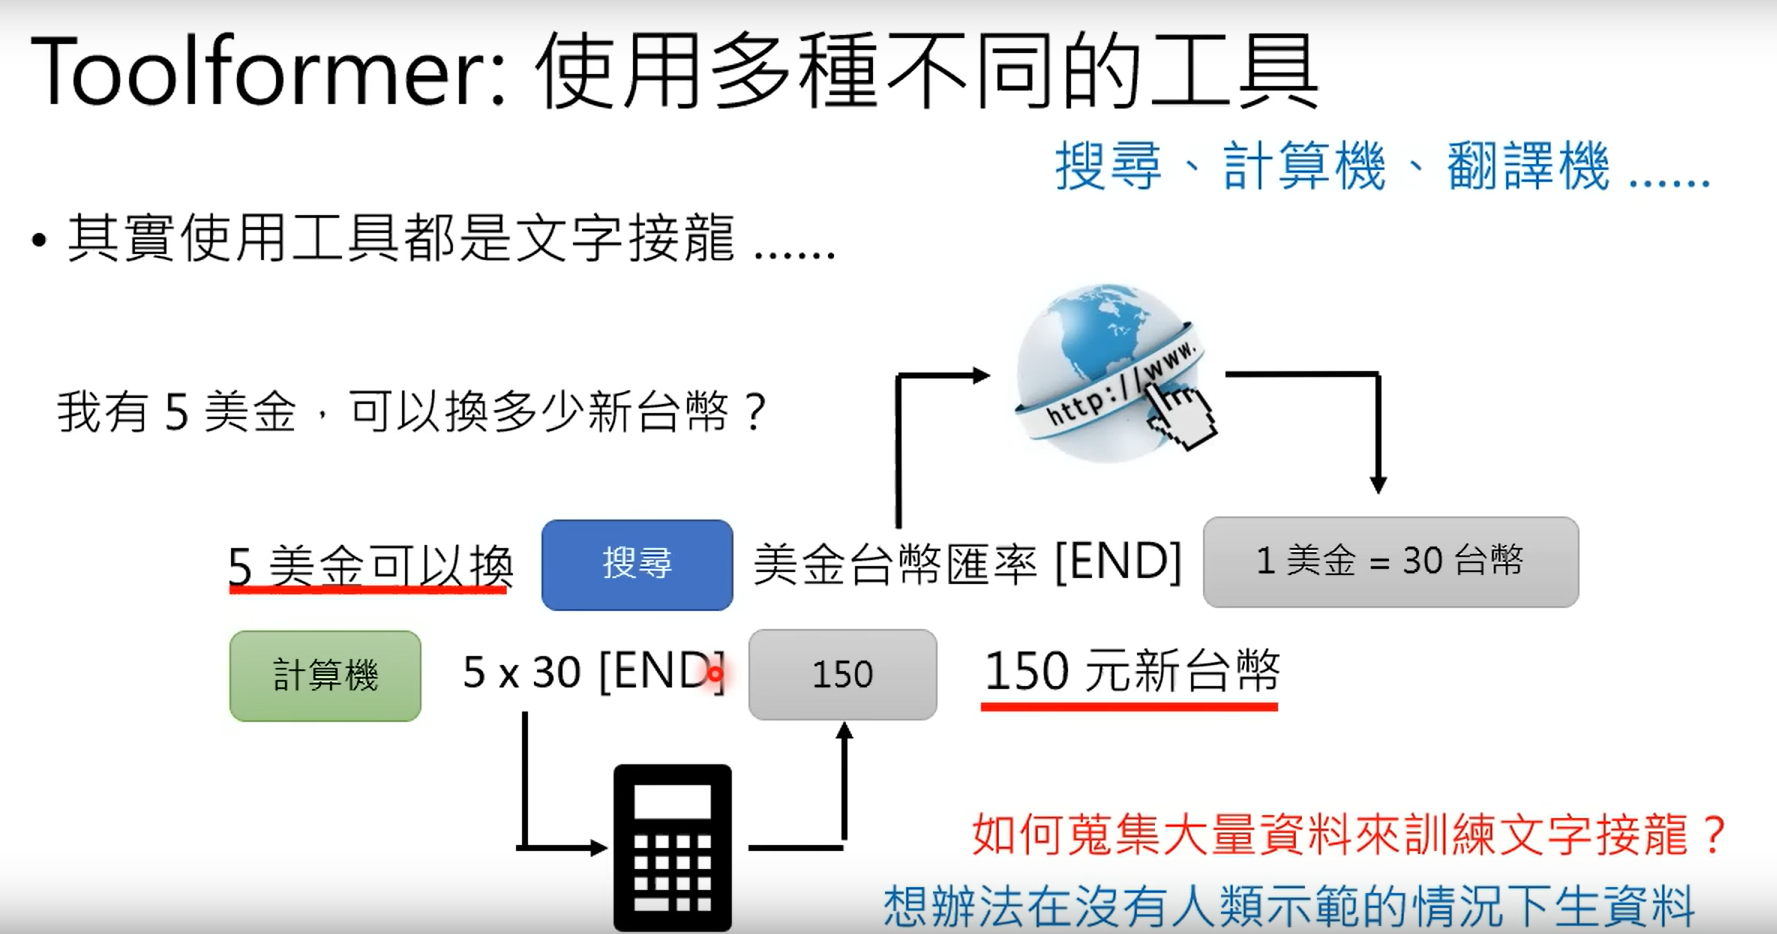 Toolformer: 使用多種不同的工具
搜尋、計算機、翻譯機 ......
• 其實使用工具都是文字接龍 ......
我有 5 美金，可以換多少新台幣？
http://www.
5 美金可以換 搜尋 美金台幣匯率 [END] 1 美金 = 30 台幣
計算機 5 x 30 [END] 150 150 元新台幣
如何蒐集大量資料來訓練文字接龍？
想辦法在沒有人類示範的情況下生資料